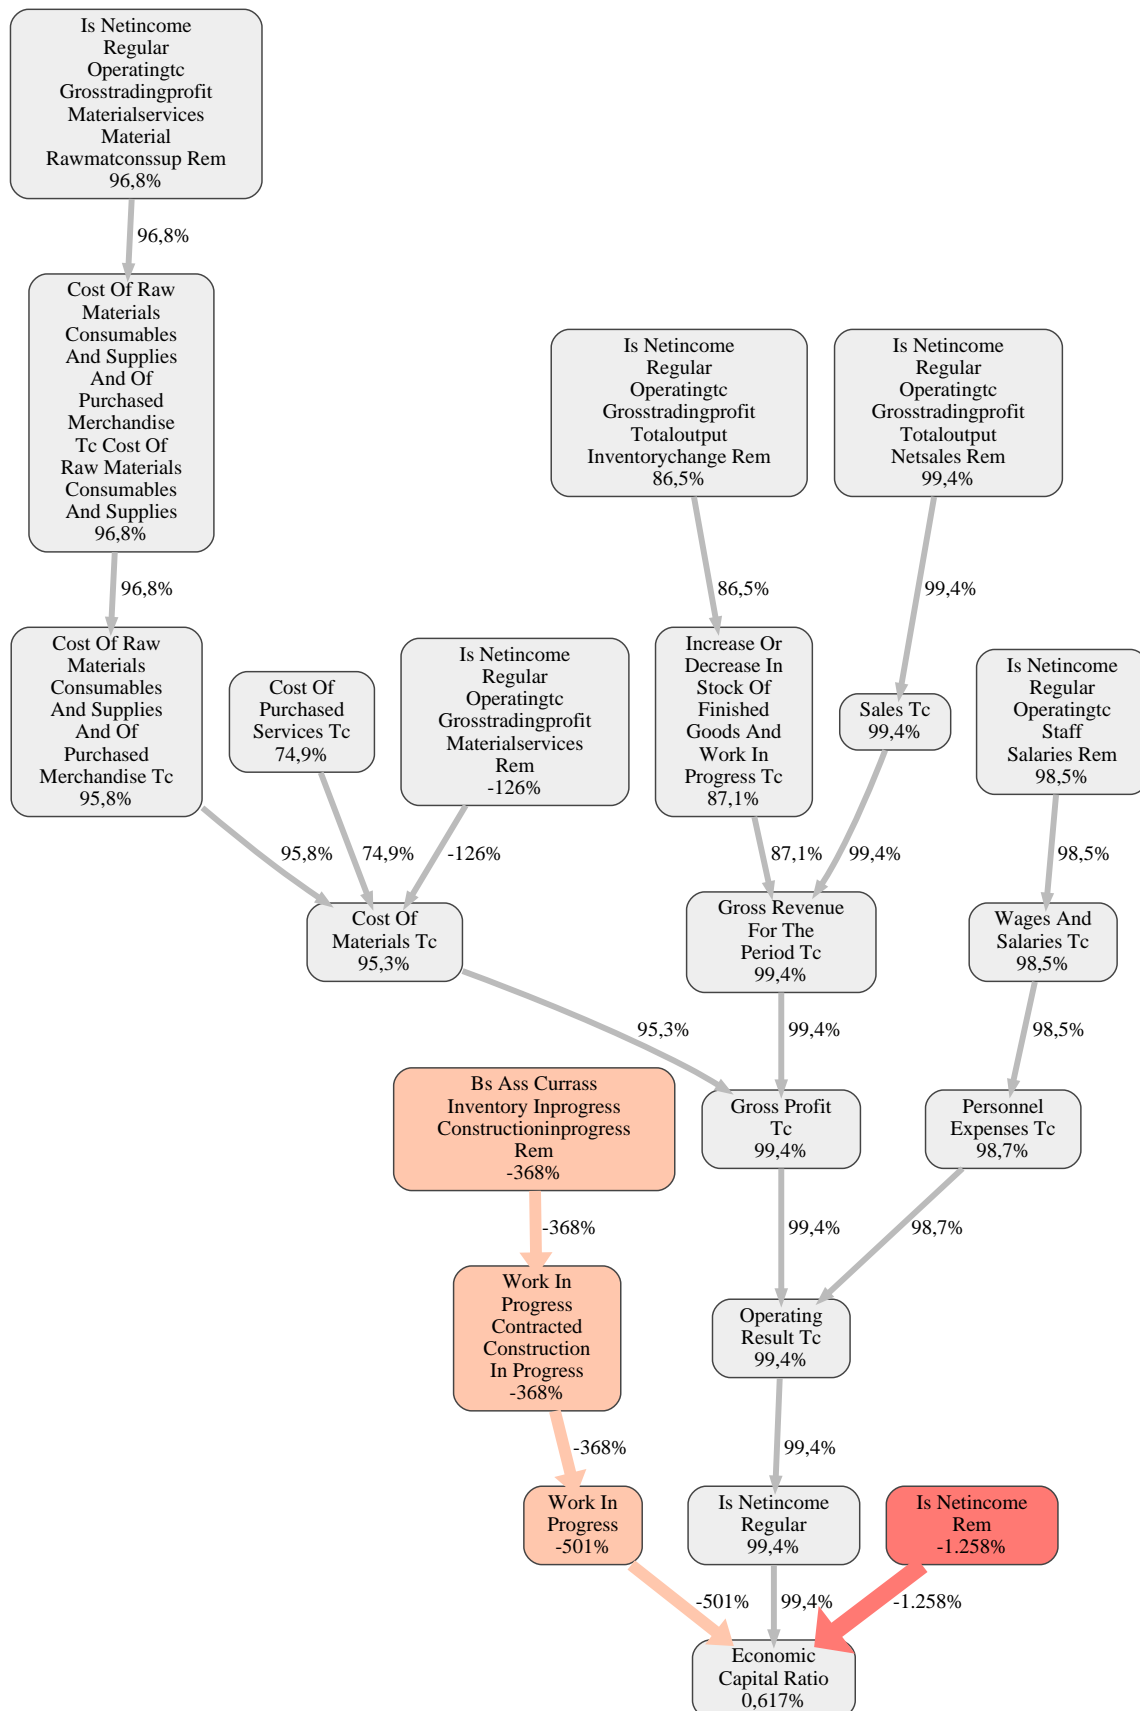 Is Netincome
Regular
Operatingtc
Grosstradingprofit
Materialservices
Material
Rawmatconssup Rem
96,8%
96,8%
Cost Of Raw
Materials
Consumables
And Supplies
And Of
Purchased
Merchandise
Tc Cost Of
Raw Materials
Consumables
And Supplies
96,8%
Is Netincome
Regular
Operatingtc
Grosstradingprofit
Totaloutput
Inventorychange Rem
86,5%
Is Netincome
Regular
Operatingtc
Grosstradingprofit
Totaloutput
Netsales Rem
99,4%
96,8%
86,5%
99,4%
Cost Of Raw
Materials
Consumables
And Supplies
And Of
Purchased
Merchandise Tc
95,8%
Cost Of
Purchased
Services Tc
74,9%
Is Netincome
Regular
Operatingtc
Grosstradingprofit
Materialservices
Rem
-126%
Increase Or
Decrease In
Stock Of
Finished
Goods And
Work In
Progress Tc
87,1%
Sales Tc
99,4%
Is Netincome
Regular
Operatingtc
Staff
Salaries Rem
98,5%
95,8%
74,9%
-126%
87,1%
99,4%
98,5%
Cost Of
Materials Tc
95,3%
Gross Revenue
For The
Period Tc
99,4%
Wages And
Salaries Tc
98,5%
95,3%
99,4%
98,5%
Bs Ass Currass
Inventory Inprogress
Constructioninprogress
Rem
-368%
Gross Profit
Tc
99,4%
Personnel
Expenses Tc
98,7%
-368%
99,4%
98,7%
Work In
Progress
Contracted
Construction
In Progress
-368%
Operating
Result Tc
99,4%
-368%
99,4%
Work In
Progress
-501%
Is Netincome
Regular
99,4%
Is Netincome
Rem
-1.258%
-501%
99,4%
-1.258%
Economic
Capital Ratio
0,617%